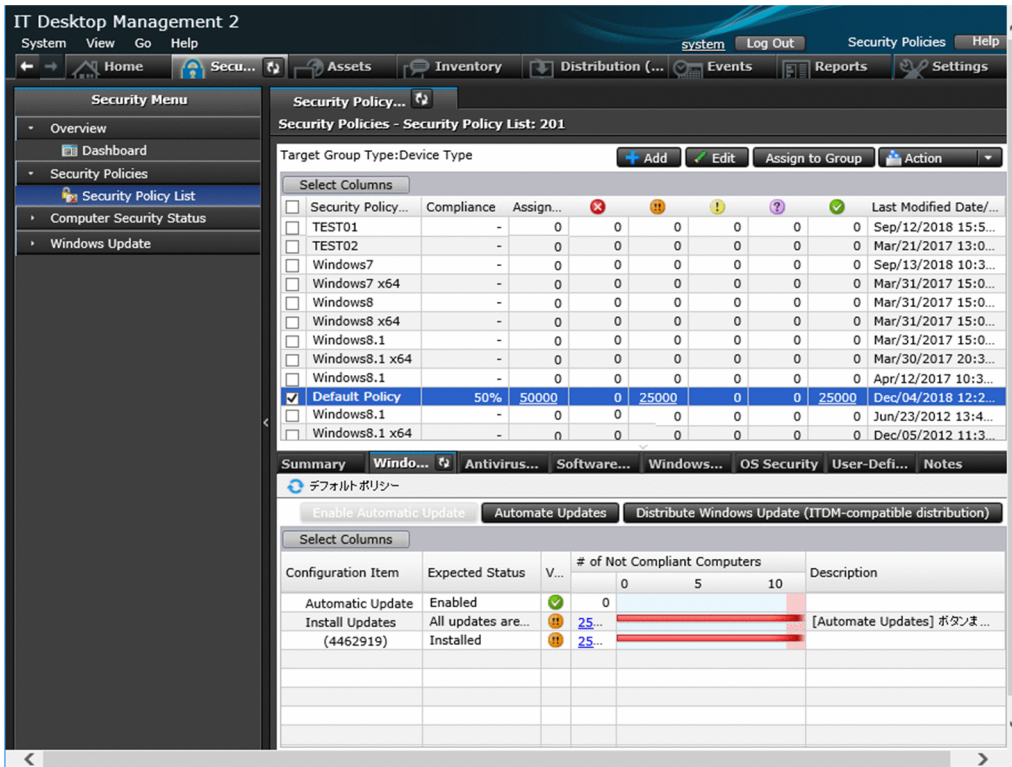 IT Desktop Management 2
System View Go Help
system Log Out Security Policies Help
Home Secu... Assets Inventory Distribution (... Events Reports Settings
Security Menu
Overview
Dashboard
Security Policies
Security Policy List
Computer Security Status
Windows Update
Security Policy...
Security Policies - Security Policy List: 201
Target Group Type:Device Type
Add Edit Assign to Group Action
Select Columns
Security Policy... Compliance Assign... Last Modified Date/...
TEST01 - 0 0 0 0 0 0 Sep/12/2018 15:5...
TEST02 - 0 0 0 0 0 0 Mar/21/2017 13:0...
Windows7 - 0 0 0 0 0 0 Sep/13/2018 10:3...
Windows7 x64 - 0 0 0 0 0 0 Mar/31/2017 15:0...
Windows8 - 0 0 0 0 0 0 Mar/31/2017 15:0...
Windows8 x64 - 0 0 0 0 0 0 Mar/31/2017 15:0...
Windows8.1 - 0 0 0 0 0 0 Mar/31/2017 15:0...
Windows8.1 x64 - 0 0 0 0 0 0 Mar/30/2017 20:3...
Windows8.1 - 0 0 0 0 0 0 Apr/12/2017 10:3...
Default Policy 50% 50000 0 25000 0 0 25000 Dec/04/2018 12:2...
Windows8.1 - 0 0 0 0 0 0 Jun/23/2012 13:4...
Windows8.1 x64 - 0 0 0 0 0 0 Dec/05/2012 11:3...
Summary Windo... Antivirus... Software... Windows... OS Security User-Defi... Notes
デフォルトポリシー
Enable Automatic Update Automate Updates Distribute Windows Update (ITDM-compatible distribution)
Select Columns
Configuration Item Expected Status V... # of Not Compliant Computers Description
0 5 10
Automatic Update Enabled 0
Install Updates All updates are... 25... [Automate Updates] ボタンま...
(4462919) Installed 25...